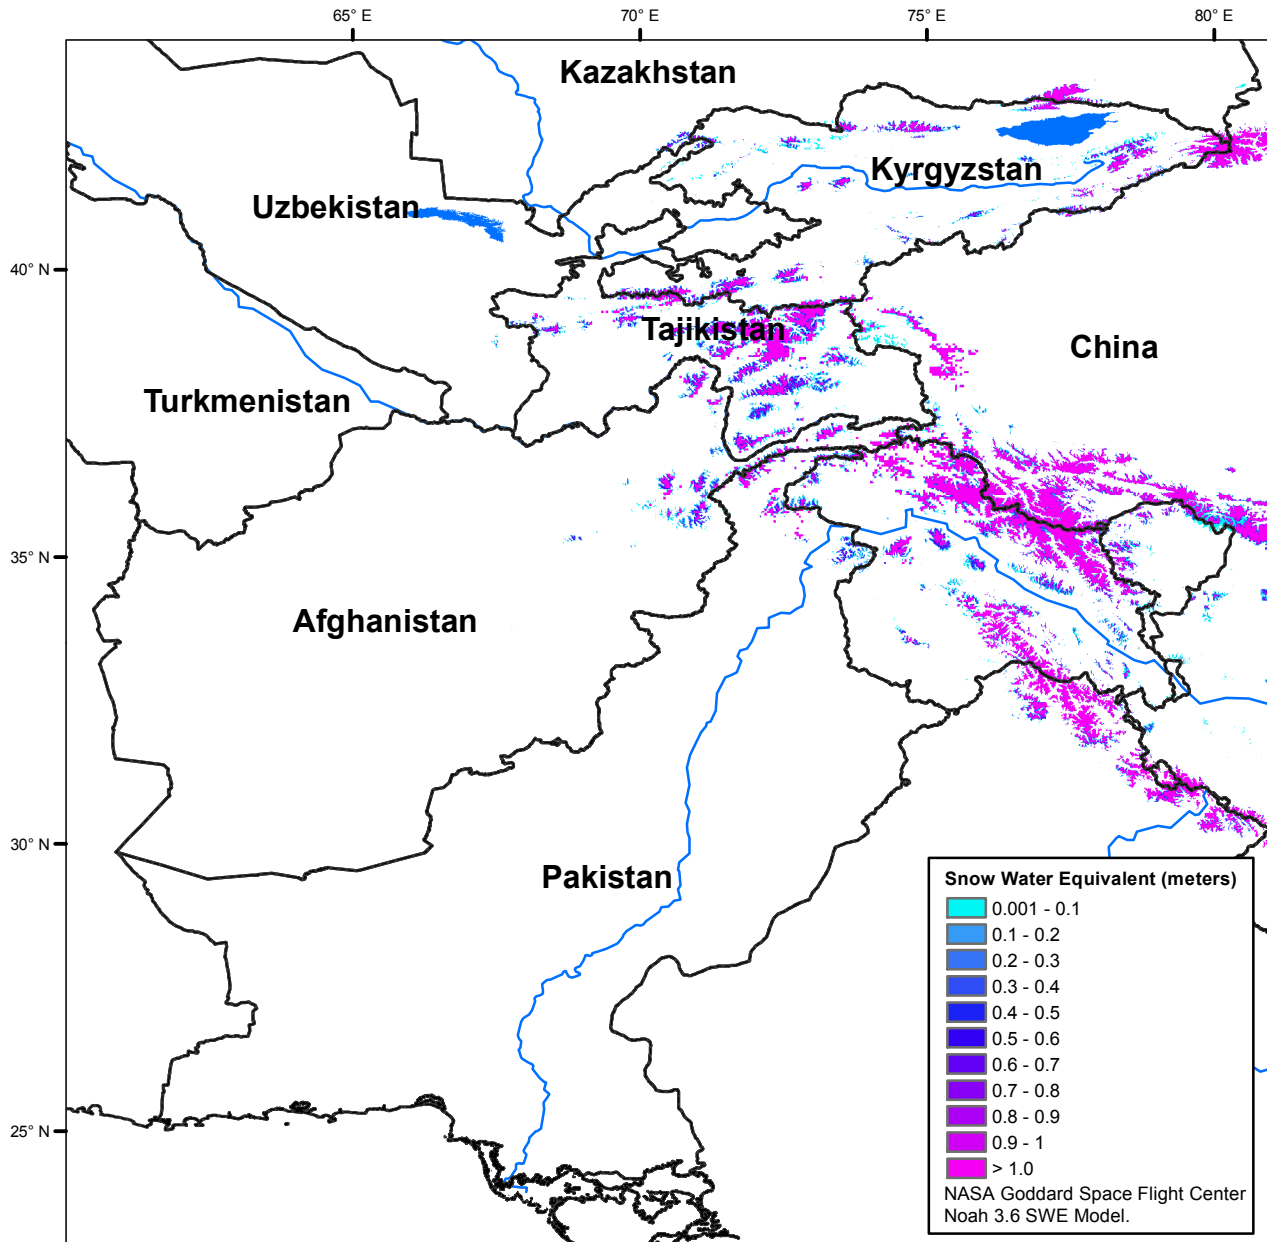 65° E
70° E
75° E
80° E
Kazakhstan
Kyrgyzstan
Uzbekistan
40° N
Tajikistan
China
Turkmenistan
35° N
Afghanistan
30° N
Pakistan
25° N
Snow Water Equivalent (meters)
0.001 - 0.1
0.1 - 0.2
0.2 - 0.3
0.3 - 0.4
0.4 - 0.5
0.5 - 0.6
0.6 - 0.7
0.7 - 0.8
0.8 - 0.9
0.9 - 1
> 1.0
NASA Goddard Space Flight Center
Noah 3.6 SWE Model.